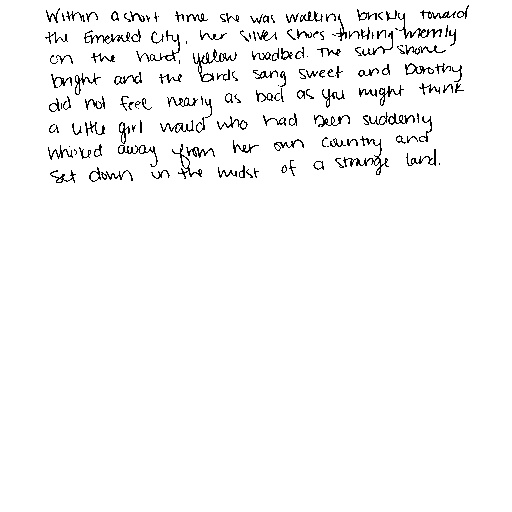 Within a short time she was walking briskly toward
the Emerald City, her silver shoes tinkling merrily
on the hard, yellow roadbed. The sun shone
bright and the birds sang sweet and Dorothy
did not feel nearly as bad as you might think
a little girl would who had been suddenly
whisked away from her own country and
set down in the midst of a strange land.